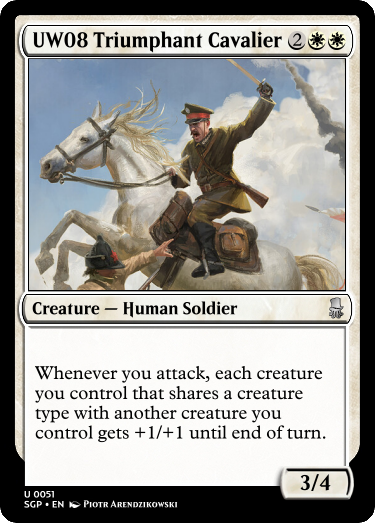 UW08 Triumphant Cavalier 2
Creature — Human Soldier
Whenever you attack, each creature
you control that shares a creature
type with another creature you
control gets +1/+1 until end of turn.
3/4
U 0051
SGP • EN Piotr Arendzikowski